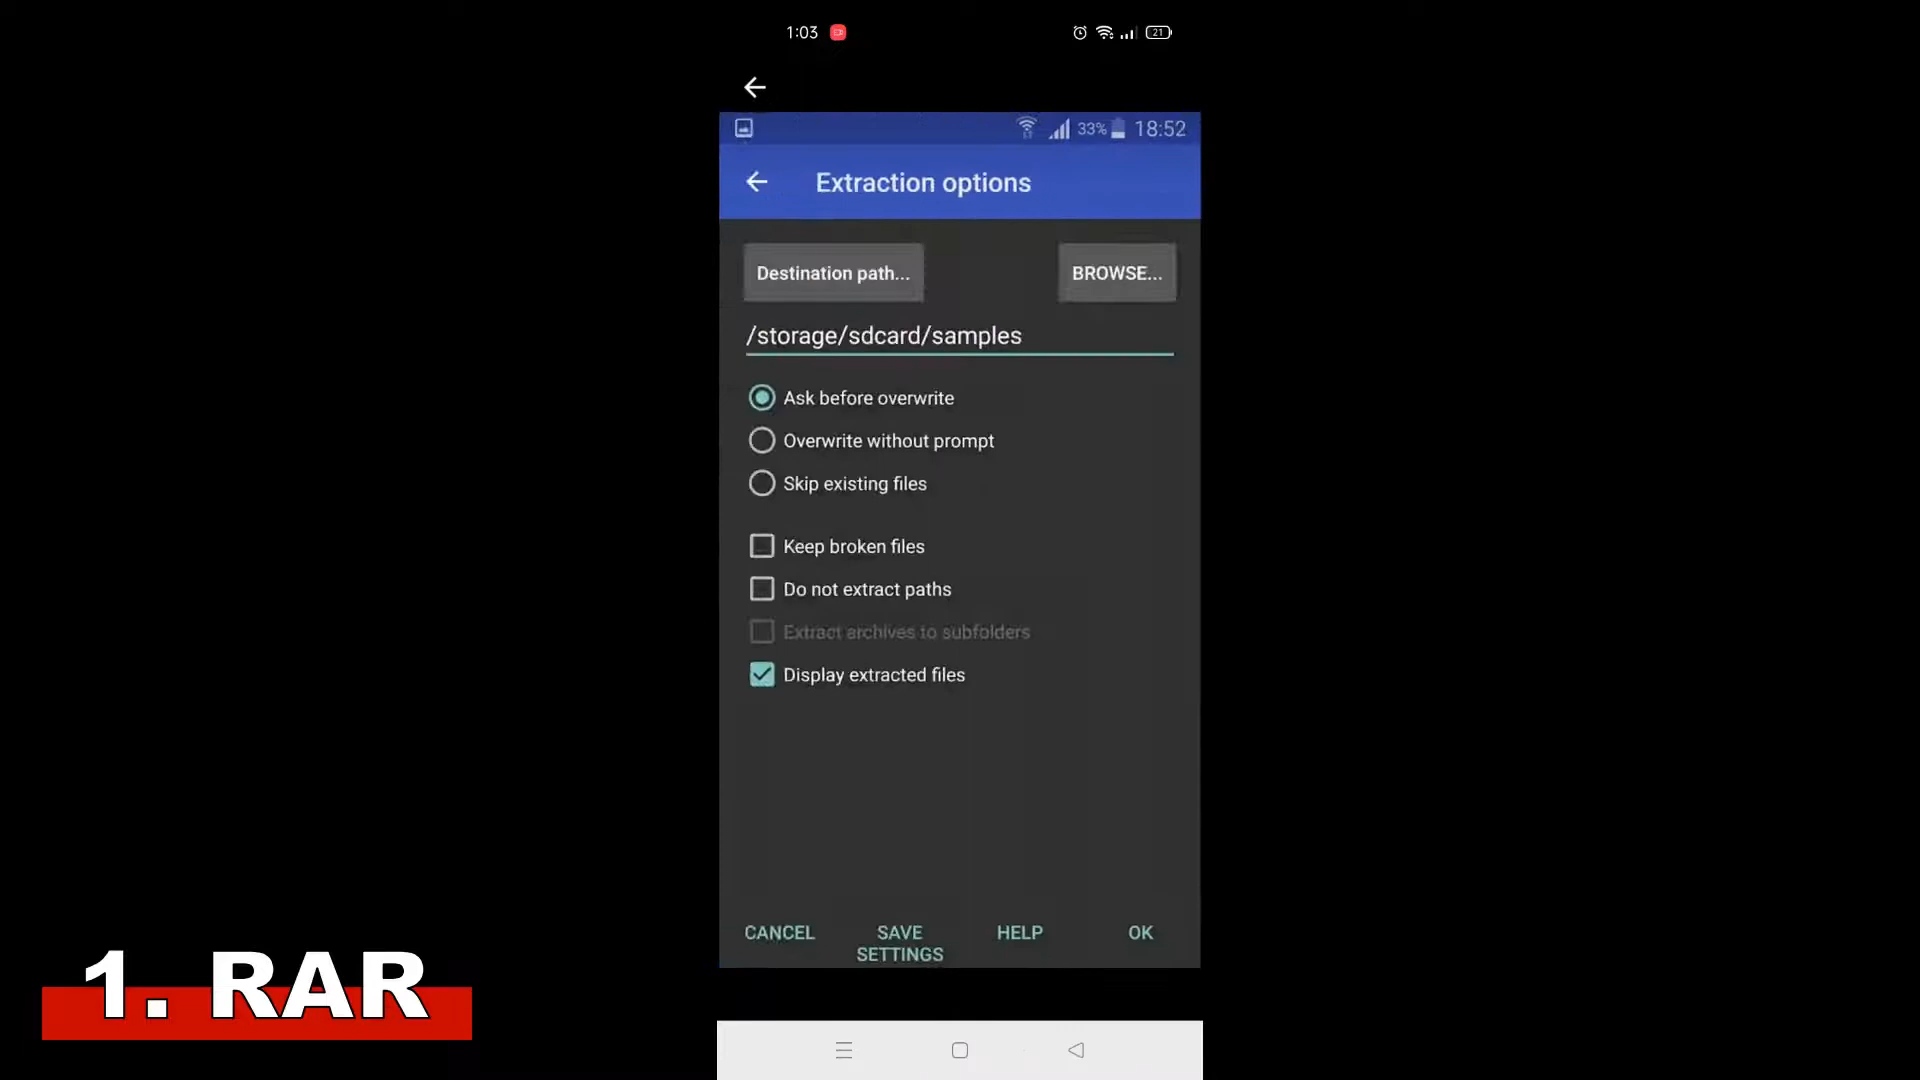 1:03
21
33% 18:52
Extraction options
Destination path... BROWSE...
/storage/sdcard/samples
Ask before overwrite
Overwrite without prompt
Skip existing files
Keep broken files
Do not extract paths
Extract archives to subfolders
Display extracted files
CANCEL SAVE SETTINGS HELP OK
1. RAR